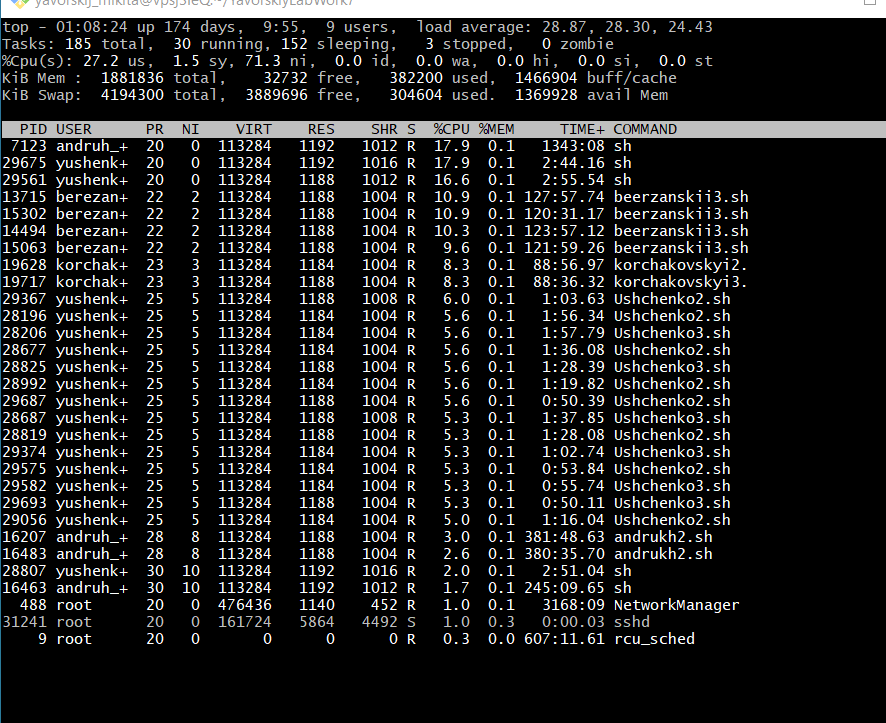 yavorskij_mikita@vpsj3IeQ:~/YavorskiyLabWork7
top - 01:08:24 up 174 days,  9:55,  9 users,  load average: 28.87, 28.30, 24.43
Tasks: 185 total,  30 running, 152 sleeping,   3 stopped,   0 zombie
%Cpu(s): 27.2 us,  1.5 sy, 71.3 ni,  0.0 id,  0.0 wa,  0.0 hi,  0.0 si,  0.0 st
KiB Mem :  1881836 total,    32732 free,   382200 used,  1466904 buff/cache
KiB Swap:  4194300 total,  3889696 free,   304604 used.  1369928 avail Mem
PID USER      PR  NI    VIRT    RES    SHR S  %CPU %MEM     TIME+ COMMAND
7123 andruh_+  20   0  113284   1192   1012 R  17.9  0.1   1343:08 sh
29675 yushenk+  20   0  113284   1192   1016 R  17.9  0.1   2:44.16 sh
29561 yushenk+  20   0  113284   1188   1012 R  16.6  0.1   2:55.54 sh
13715 berezan+  22   2  113284   1188   1004 R  10.9  0.1 127:57.74 beerzanskii3.sh
15302 berezan+  22   2  113284   1188   1004 R  10.9  0.1 120:31.17 beerzanskii3.sh
14494 berezan+  22   2  113284   1188   1004 R  10.3  0.1 123:57.12 beerzanskii3.sh
15063 berezan+  22   2  113284   1188   1004 R   9.6  0.1 121:59.26 beerzanskii3.sh
19628 korchak+  23   3  113284   1184   1004 R   8.3  0.1  88:56.97 korchakovskyi2.
19717 korchak+  23   3  113284   1188   1004 R   8.3  0.1  88:36.32 korchakovskyi3.
29367 yushenk+  25   5  113284   1188   1008 R   6.0  0.1   1:03.63 Ushchenko2.sh
28196 yushenk+  25   5  113284   1184   1004 R   5.6  0.1   1:56.34 Ushchenko2.sh
28206 yushenk+  25   5  113284   1184   1004 R   5.6  0.1   1:57.79 Ushchenko3.sh
28677 yushenk+  25   5  113284   1184   1004 R   5.6  0.1   1:36.08 Ushchenko2.sh
28825 yushenk+  25   5  113284   1188   1004 R   5.6  0.1   1:28.39 Ushchenko3.sh
28992 yushenk+  25   5  113284   1184   1004 R   5.6  0.1   1:19.82 Ushchenko2.sh
29687 yushenk+  25   5  113284   1188   1004 R   5.6  0.1   0:50.39 Ushchenko2.sh
28687 yushenk+  25   5  113284   1188   1008 R   5.3  0.1   1:37.85 Ushchenko3.sh
28819 yushenk+  25   5  113284   1188   1004 R   5.3  0.1   1:28.08 Ushchenko2.sh
29374 yushenk+  25   5  113284   1184   1004 R   5.3  0.1   1:02.74 Ushchenko3.sh
29575 yushenk+  25   5  113284   1184   1004 R   5.3  0.1   0:53.84 Ushchenko2.sh
29582 yushenk+  25   5  113284   1184   1004 R   5.3  0.1   0:55.74 Ushchenko3.sh
29693 yushenk+  25   5  113284   1188   1004 R   5.3  0.1   0:50.11 Ushchenko3.sh
29056 yushenk+  25   5  113284   1184   1004 R   5.0  0.1   1:16.04 Ushchenko2.sh
16207 andruh_+  28   8  113284   1188   1004 R   3.0  0.1 381:48.63 andrukh2.sh
16483 andruh_+  28   8  113284   1188   1004 R   2.6  0.1 380:35.70 andrukh2.sh
28807 yushenk+  30  10  113284   1192   1016 R   2.0  0.1   2:51.04 sh
16463 andruh_+  30  10  113284   1192   1012 R   1.7  0.1 245:09.65 sh
488 root      20   0  476436   1140    452 R   1.0  0.1   3168:09 NetworkManager
31241 root      20   0  161724   5864   4492 S   1.0  0.3   0:00.03 sshd
9 root      20   0       0      0      0 R   0.3  0.0 607:11.61 rcu_sched